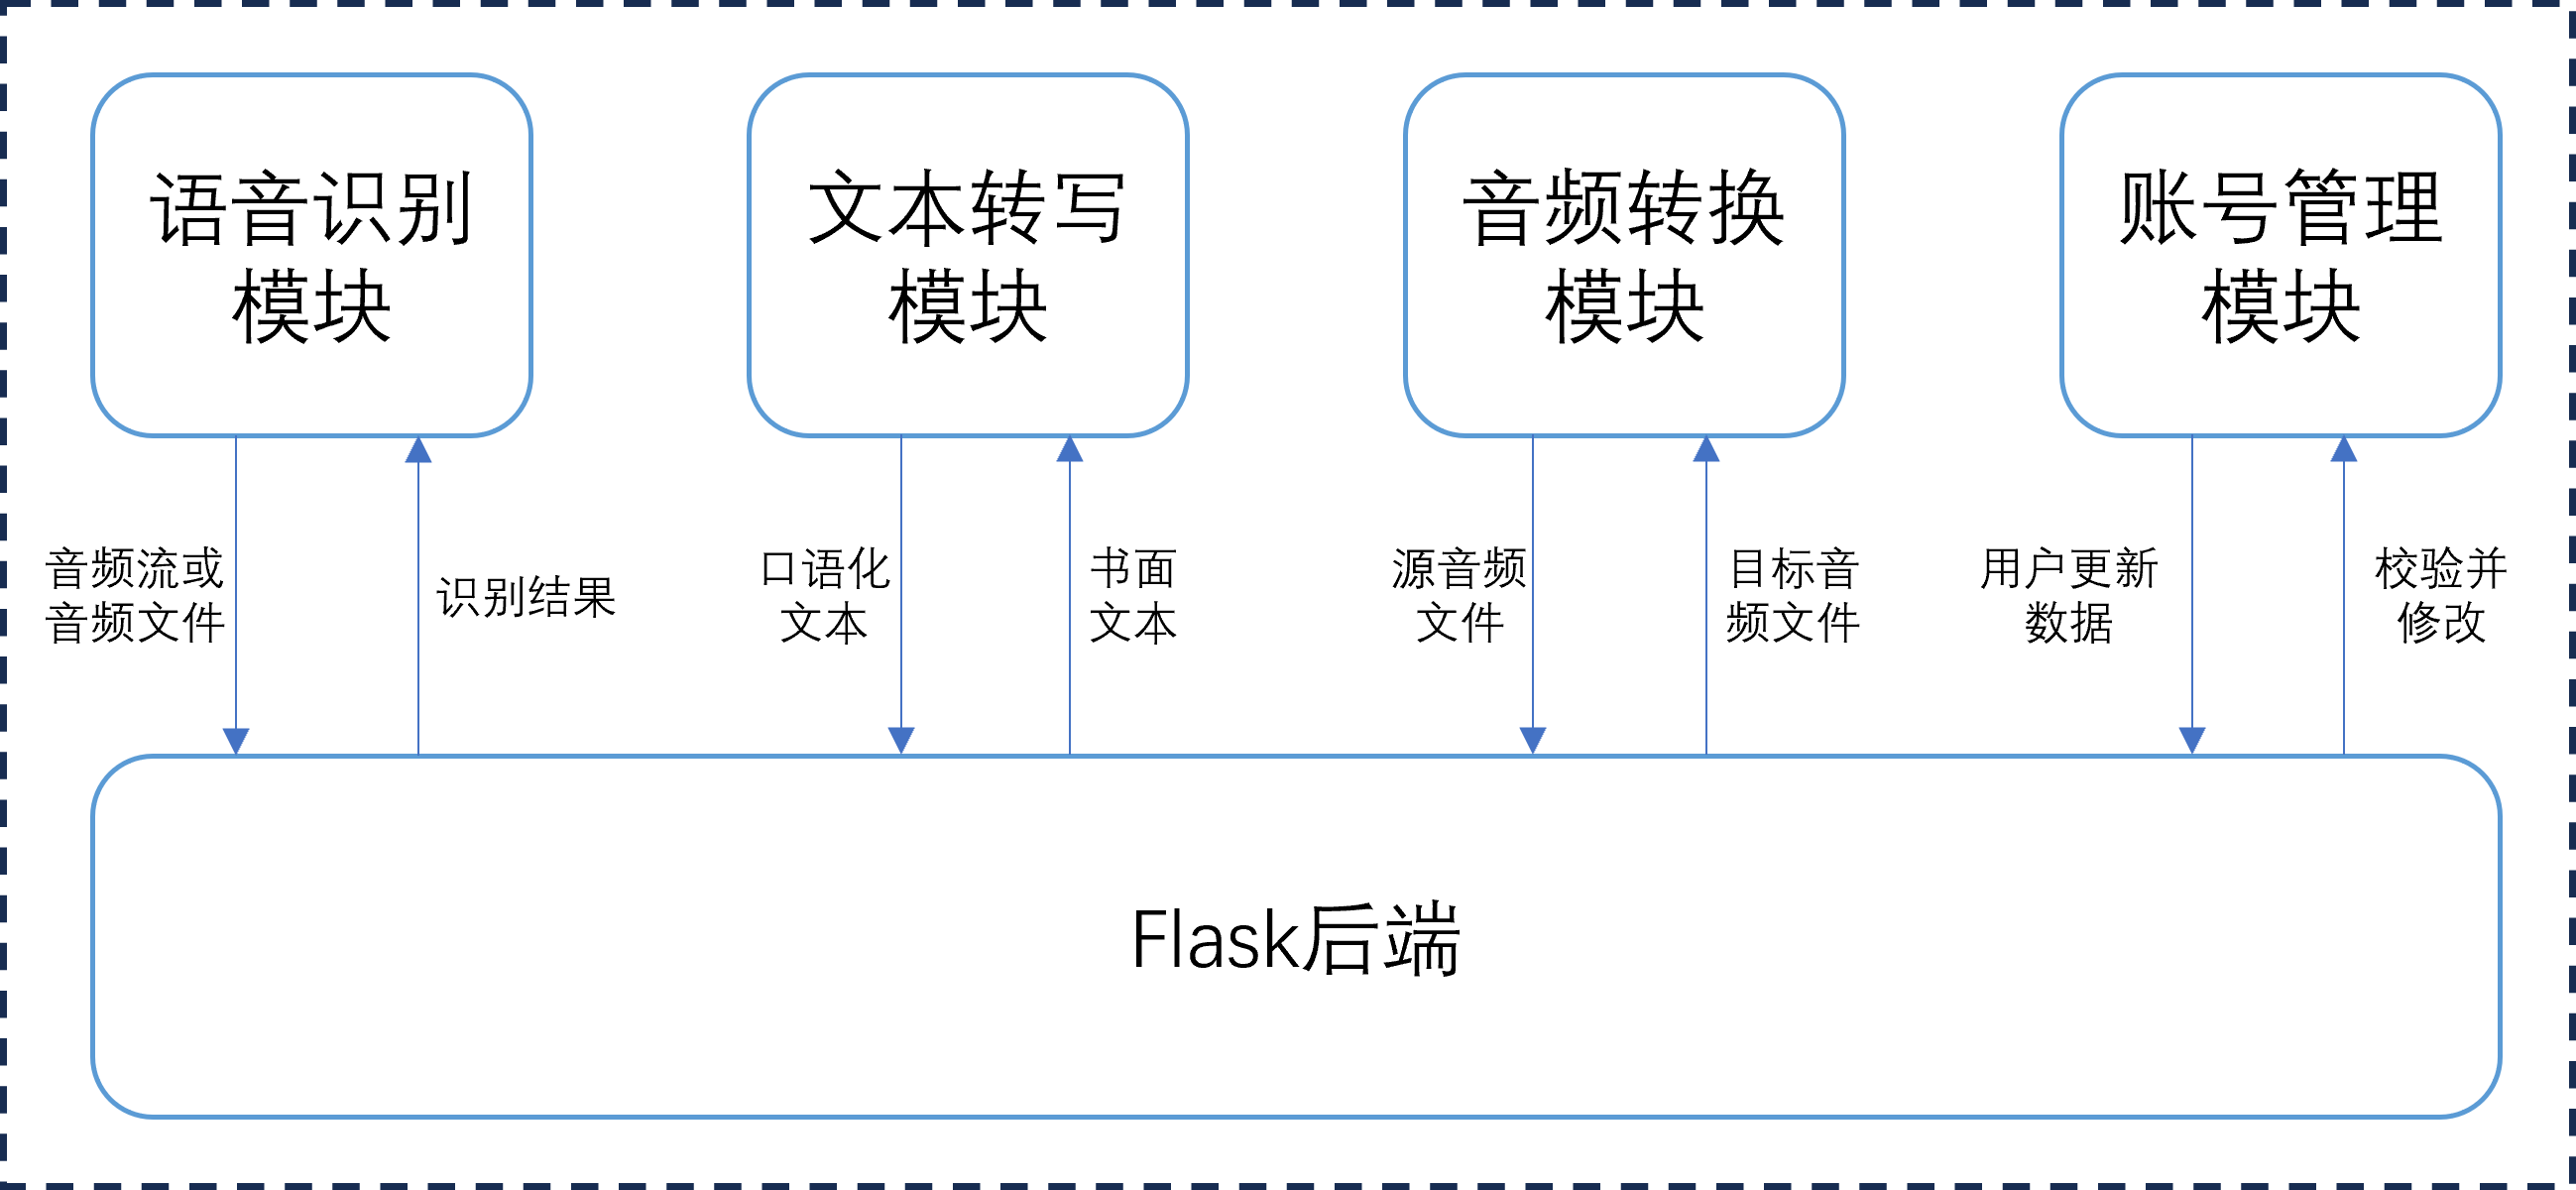 语音识别
模块
文本转写
模块
音频转换
模块
账号管理
模块
音频流或
音频文件
识别结果
口语化
文本
书面
文本
源音频
文件
目标音
频文件
用户更新
数据
校验并
修改
Flask后端